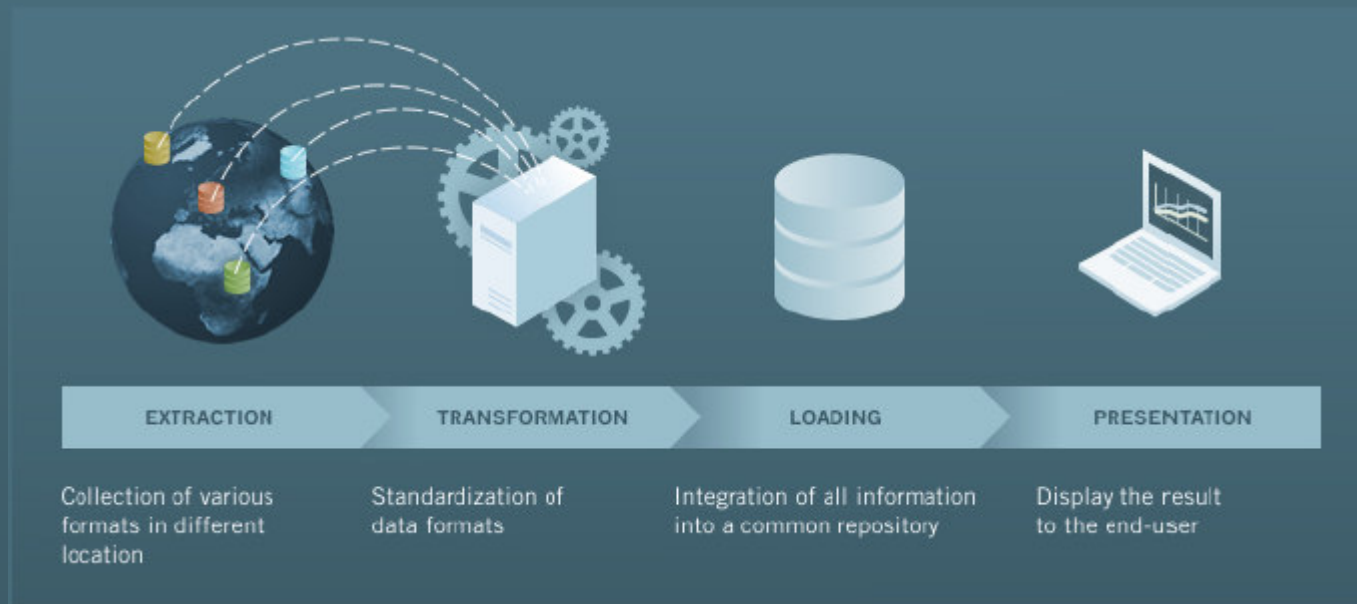 EXTRACTION
TRANSFORMATION
LOADING
PRESENTATION
Collection of various
formats in different
location
Standardization of
data formats
Integration of all information
into a common repository
Display the result
to the end-user